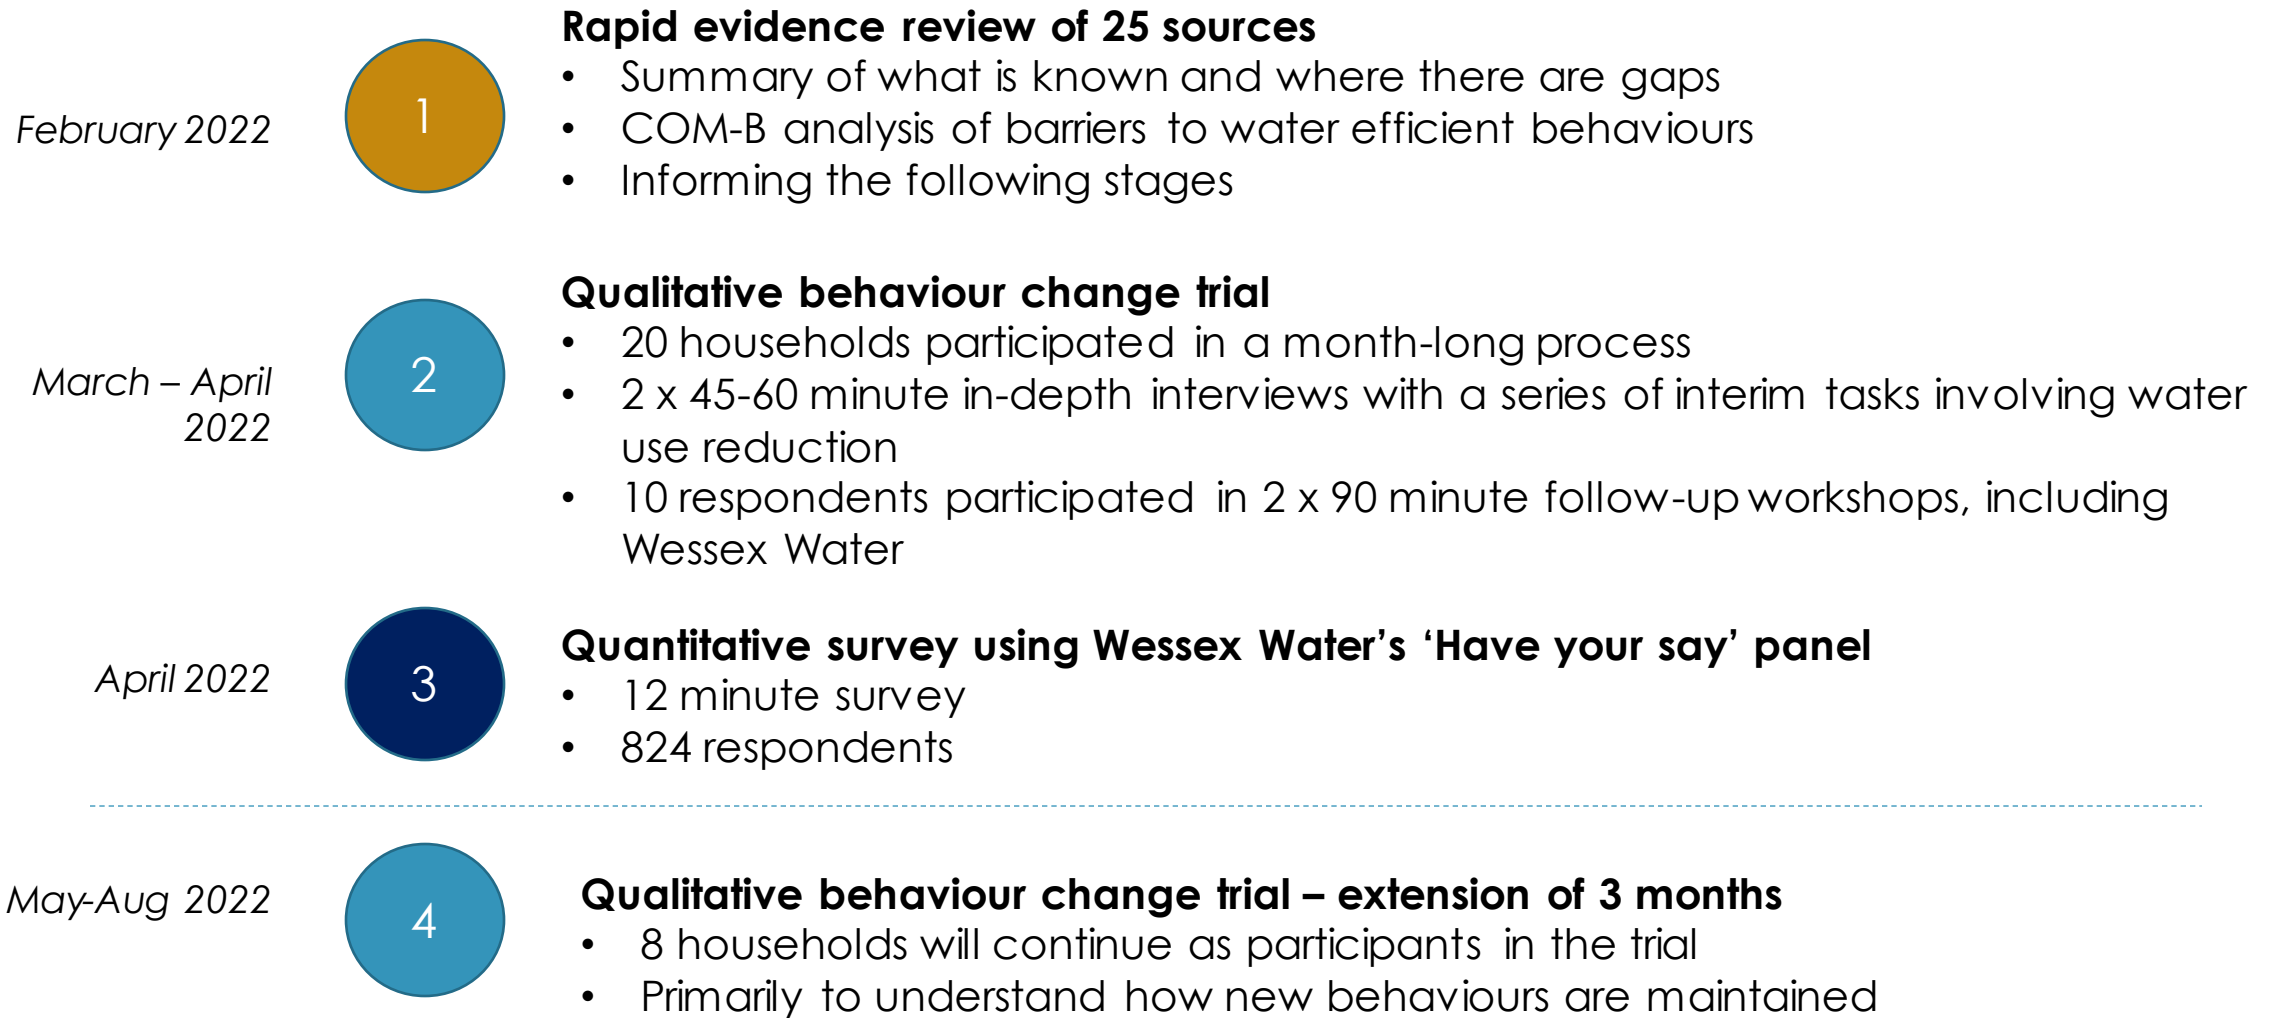 Rapid evidence review of 25 sources
February 2022
1
• Summary of what is known and where there are gaps
• COM-B analysis of barriers to water efficient behaviours
• Informing the following stages
Qualitative behaviour change trial
March – April
2022
2
• 20 households participated in a month-long process
• 2 x 45-60 minute in-depth interviews with a series of interim tasks involving water
use reduction
• 10 respondents participated in 2 x 90 minute follow-up workshops, including
Wessex Water
Quantitative survey using Wessex Water’s ‘Have your say’ panel
April 2022
3
• 12 minute survey
• 824 respondents
May-Aug 2022
4
Qualitative behaviour change trial – extension of 3 months
• 8 households will continue as participants in the trial
• Primarily to understand how new behaviours are maintained